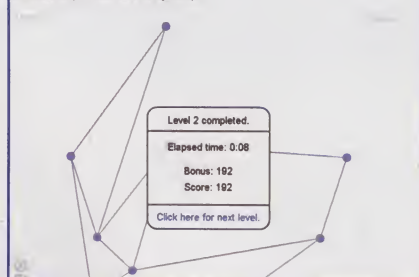 Level 2 completed.
Elapsed time: 0:08
Bonus: 192
Score: 192
Click here for next level.